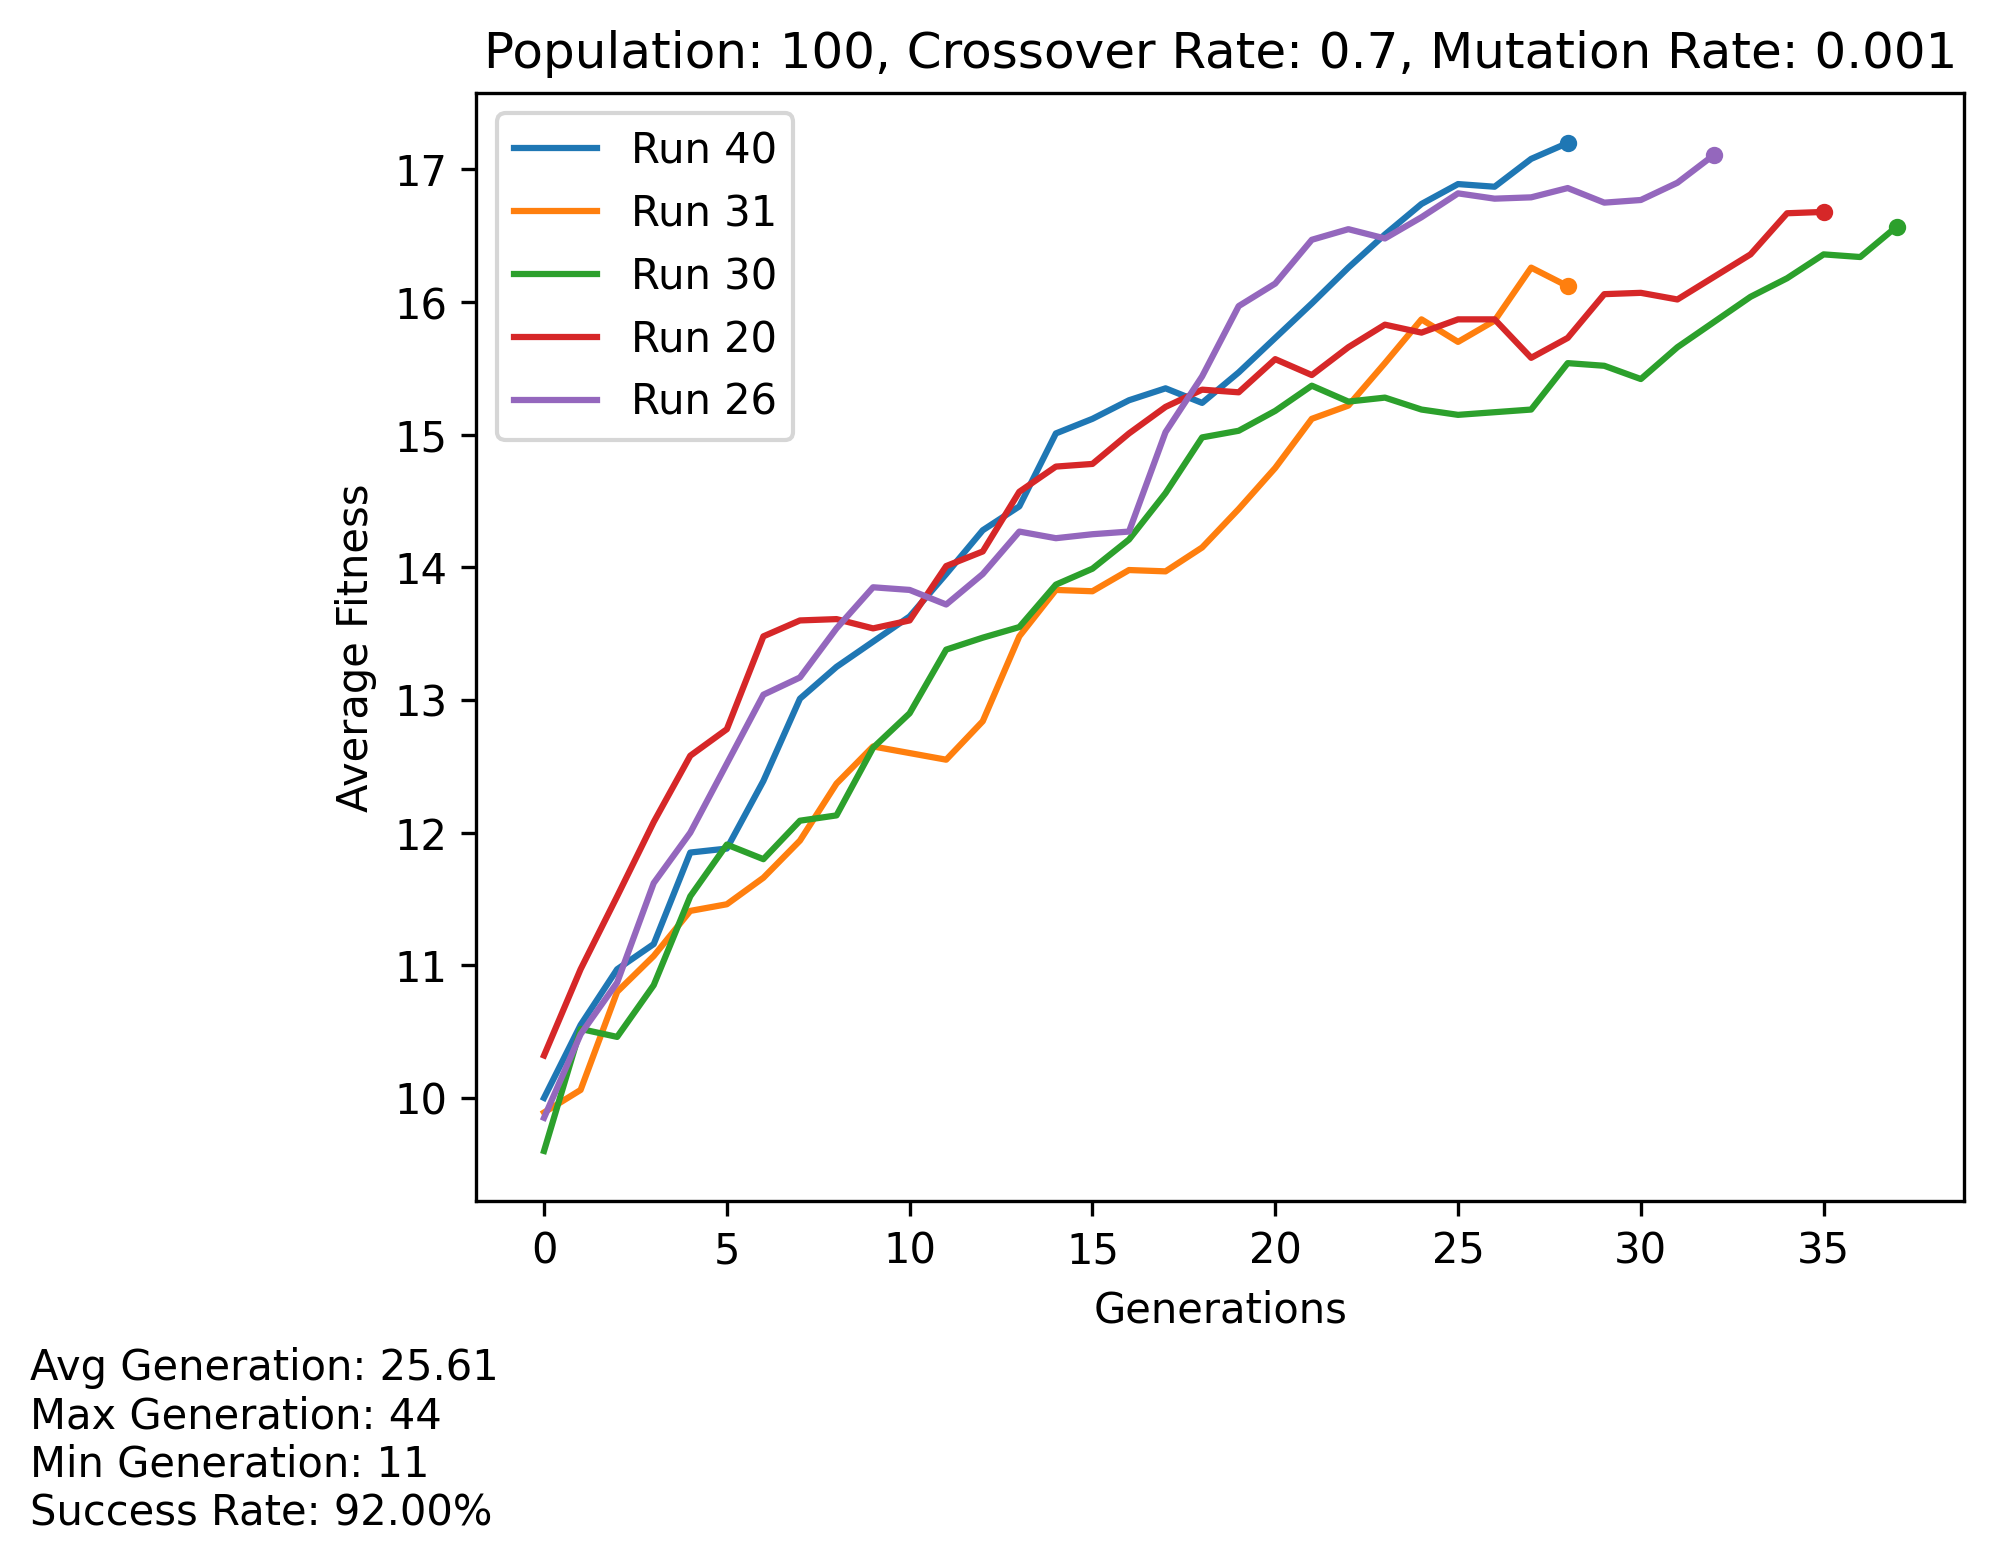 Population: 100, Crossover Rate: 0.7, Mutation Rate: 0.001
Run 40
Run 31
Run 30
Run 20
Run 26
17
16
15
14
13
12
11
10
Average Fitness
0 5 10 15 20 25 30 35
Generations
Avg Generation: 25.61
Max Generation: 44
Min Generation: 11
Success Rate: 92.00%